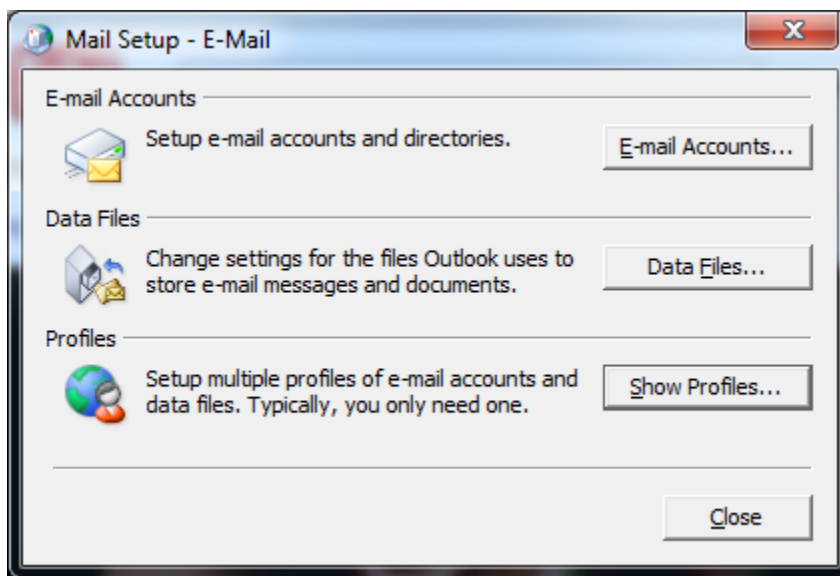 Mail Setup - E-Mail
E-mail Accounts
Setup e-mail accounts and directories.
E-mail Accounts...
Data Files
Change settings for the files Outlook uses to
store e-mail messages and documents.
Data Files...
Profiles
Setup multiple profiles of e-mail accounts and
data files. Typically, you only need one.
Show Profiles...
Close